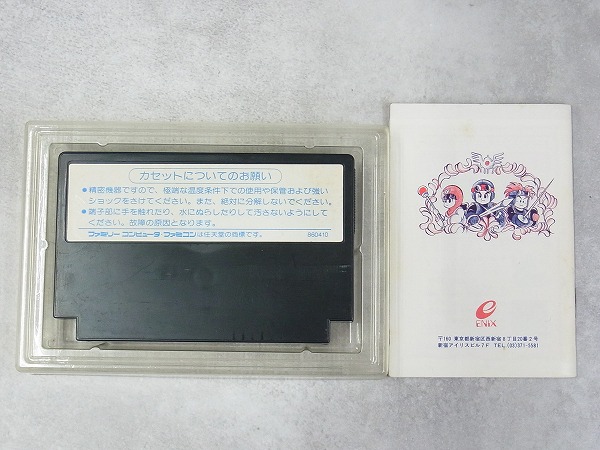 カセットについてのお願い
●精密機器ですので、極端な温度条件下での使用や保管および強い
ショックをさけてください。また、絶対に分解しないでください。
●端子部に手を触れたり、水にぬらしたりして汚さないようにして
ください。故障の原因となります。
ファミリーコンピュータ・ファミコンは任天堂の商標です。
860410
ENIX
〒160 東京都新宿区西新宿8丁目20番2号
新宿アイリスビル7F TEL. (03)371-5581